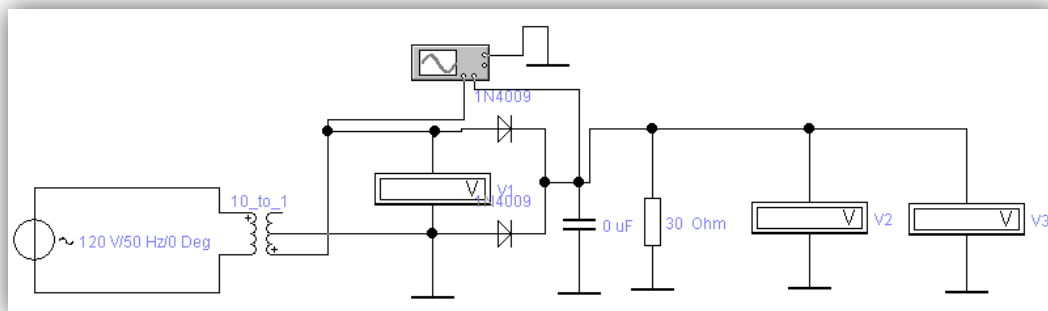 1N4009
10_to_1
V V1
1N4009
120 V/50 Hz/0 Deg
0 uF
30 Ohm
V V2
V V3